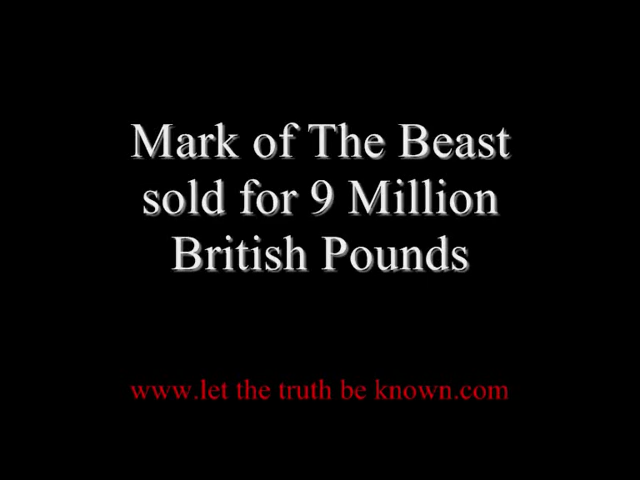 Mark of The Beast
sold for 9 Million
British Pounds
www.let the truth be known.com